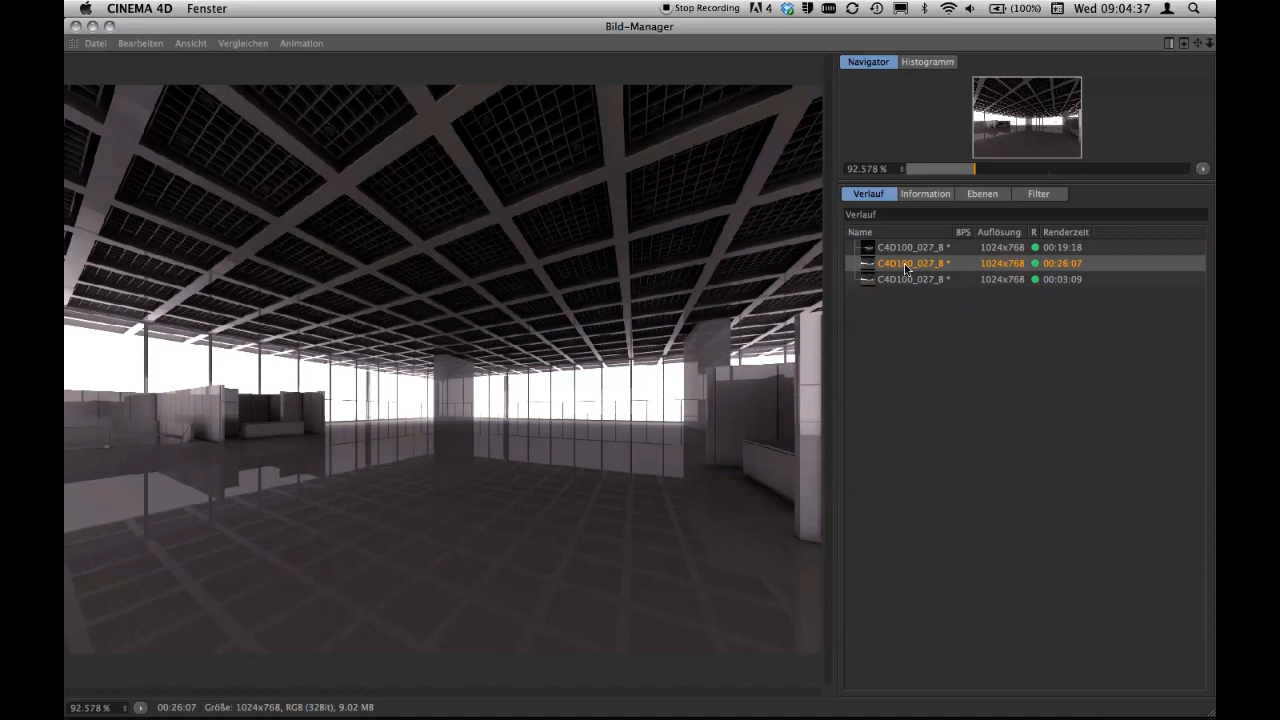 CINEMA 4D Fenster Stop Recording 4 (100%) Wed 09:04:37
Bild-Manager
Datei Bearbeiten Ansicht Vergleichen Animation
Navigator Histogramm
92.578 %
Verlauf Information Ebenen Filter
Verlauf
Name BPS Auflösung R Renderzeit
C4D100_027_B * 1024x768 00:19:18
C4D100_027_B * 1024x768 00:26:07
C4D100_027_B * 1024x768 00:03:09
92.578 % 00:26:07 Größe: 1024x768, RGB (32Bit), 9.02 MB